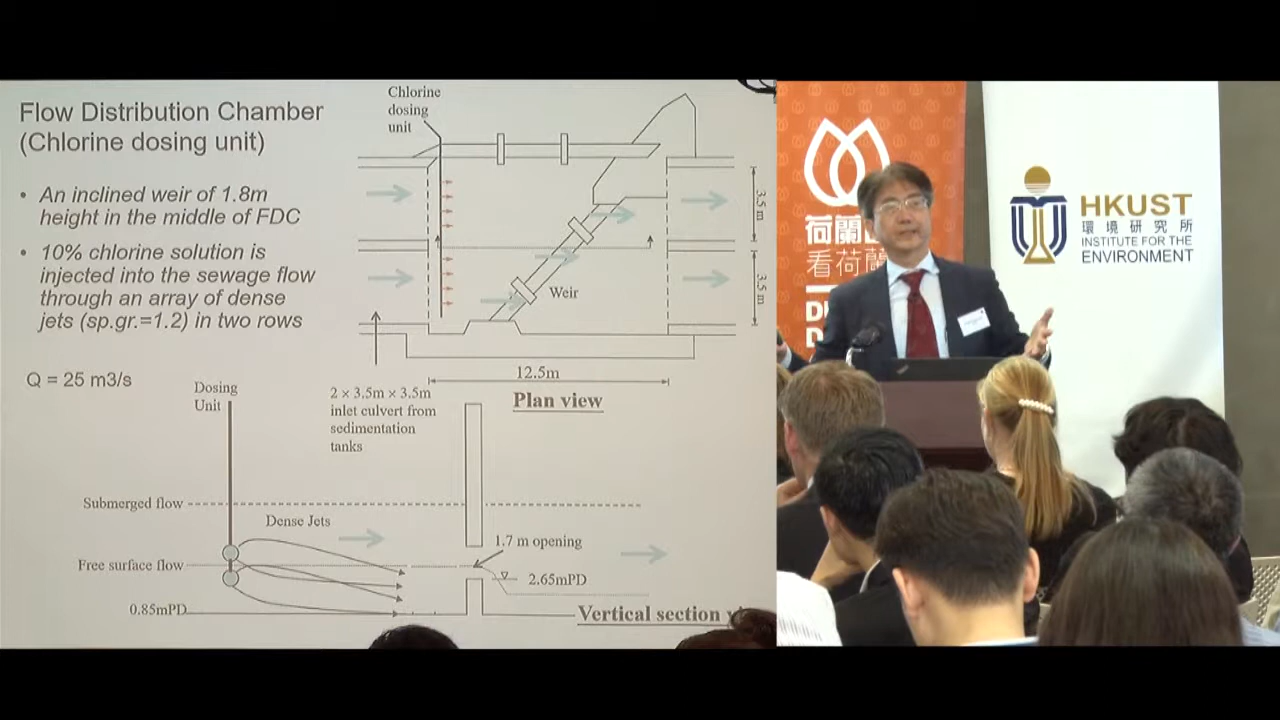 Flow Distribution Chamber
(Chlorine dosing unit)
• An inclined weir of 1.8m
height in the middle of FDC
• 10% chlorine solution is
injected into the sewage flow
through an array of dense
jets (sp.gr.=1.2) in two rows
Q = 25 m3/s
Chlorine
dosing
unit
3.5 m
3.5 m
Weir
12.5m
Plan view
2 × 3.5m × 3.5m
inlet culvert from
sedimentation
tanks
Dosing
Unit
Submerged flow
Dense Jets
1.7 m opening
Free surface flow
2.65mPD
0.85mPD
Vertical section
荷蘭
看荷蘭
HKUST
環境研究所
INSTITUTE FOR THE
ENVIRONMENT